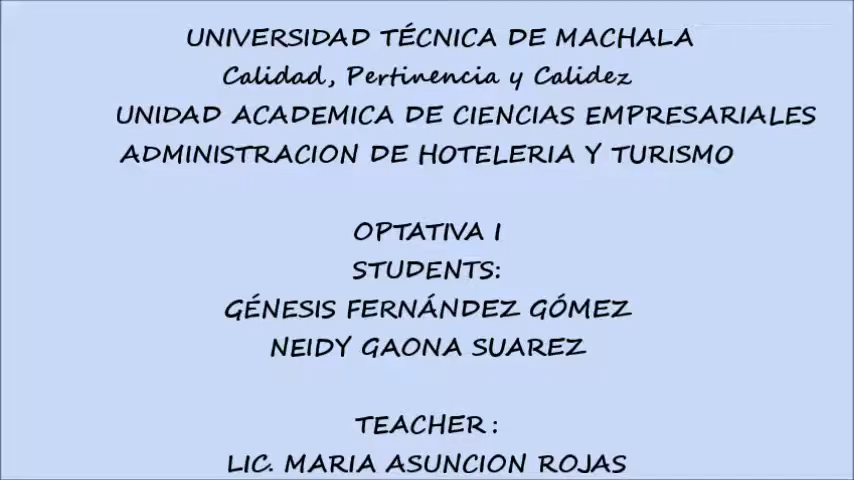 UNIVERSIDAD TÉCNICA DE MACHALA
Calidad, Pertinencia y Calidez
UNIDAD ACADEMICA DE CIENCIAS EMPRESARIALES
ADMINISTRACION DE HOTELERIA Y TURISMO
OPTATIVA I
STUDENTS:
GÉNESIS FERNÁNDEZ GÓMEZ
NEIDY GAONA SUAREZ
TEACHER :
LIC. MARIA ASUNCION ROJAS